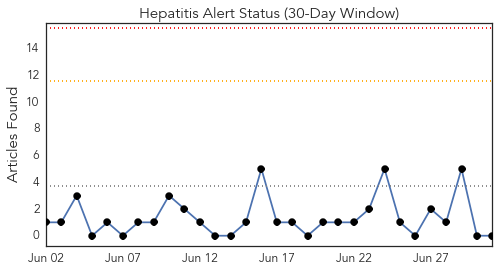 Hepatitis Alert Status (30-Day Window)
Articles Found
14
12
10
8
6
4
2
0
Jun 02 Jun 07 Jun 12 Jun 17 Jun 22 Jun 27